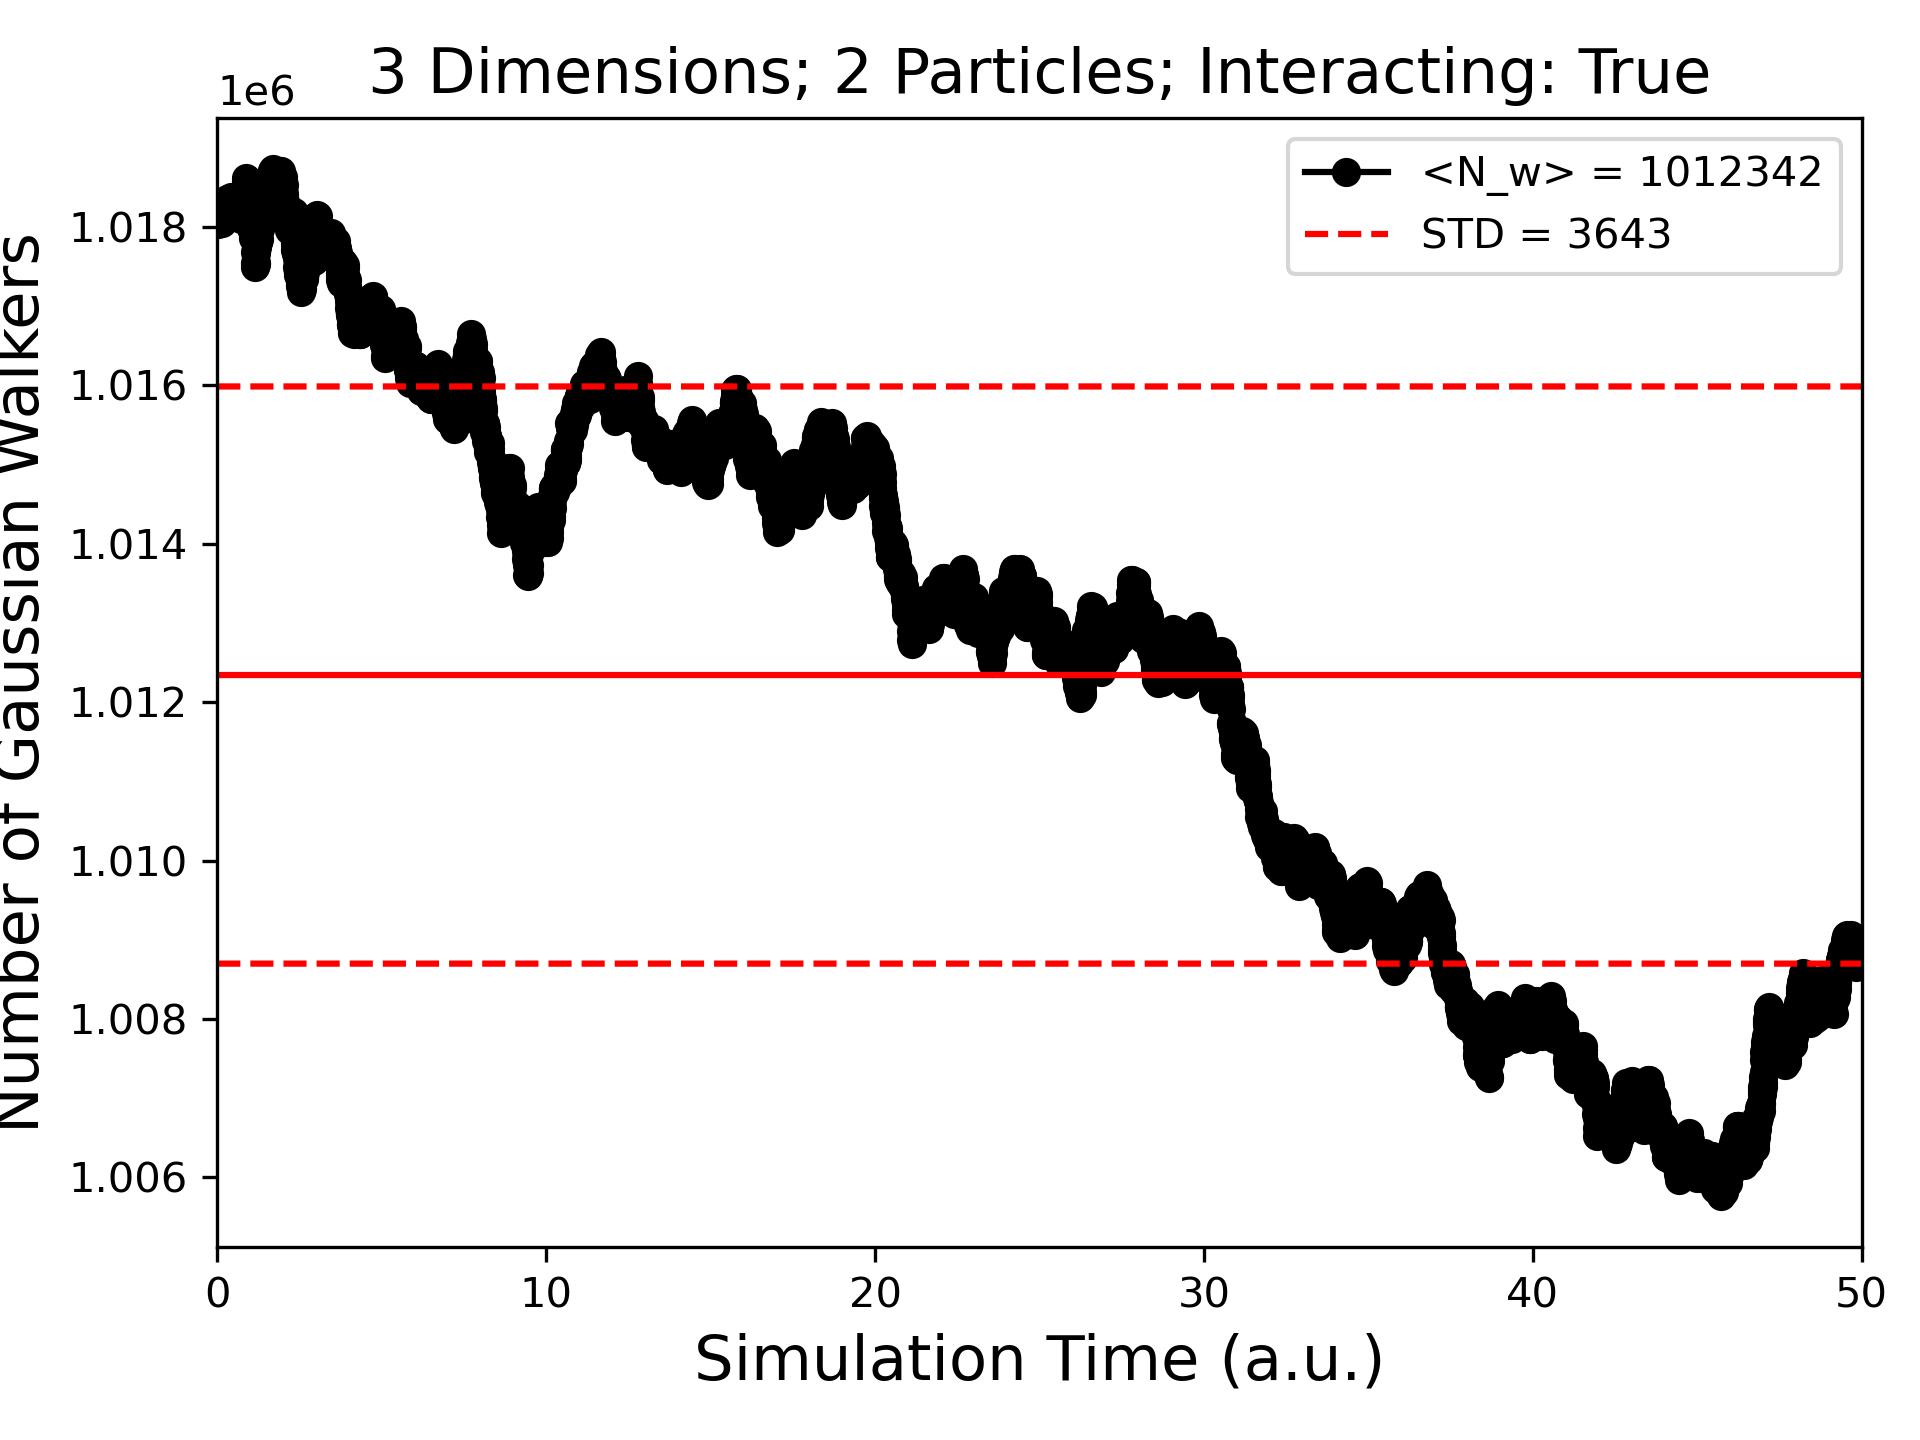 3 Dimensions; 2 Particles; Interacting: True
1e6
<N_w> = 1012342
STD = 3643
1.018
1.016
1.014
1.012
1.010
1.008
1.006
Number of Gaussian Walkers
0 10 20 30 40 50
Simulation Time (a.u.)